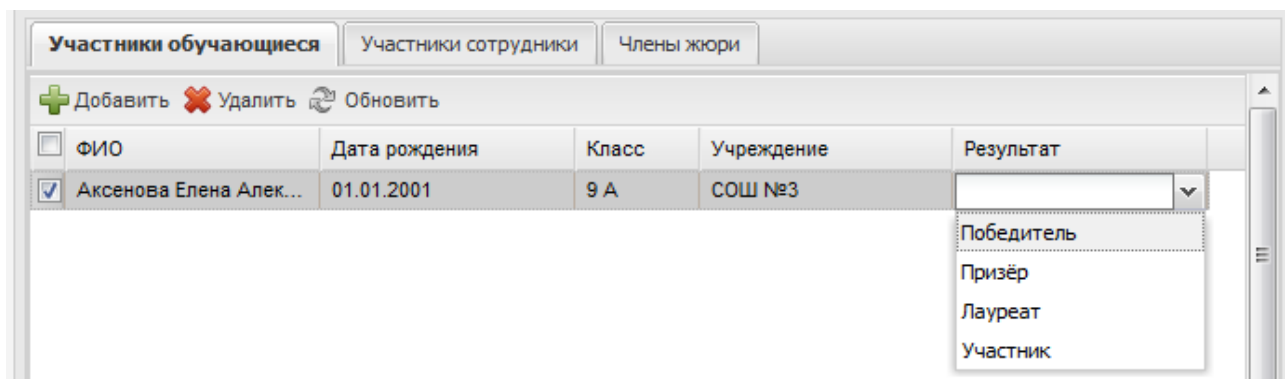 Участники обучающиеся Участники сотрудники Члены жюри
Добавить Удалить Обновить
ФИО Дата рождения Класс Учреждение Результат
Аксенова Елена Алек... 01.01.2001 9 А СОШ №3
Победитель
Призёр
Лауреат
Участник